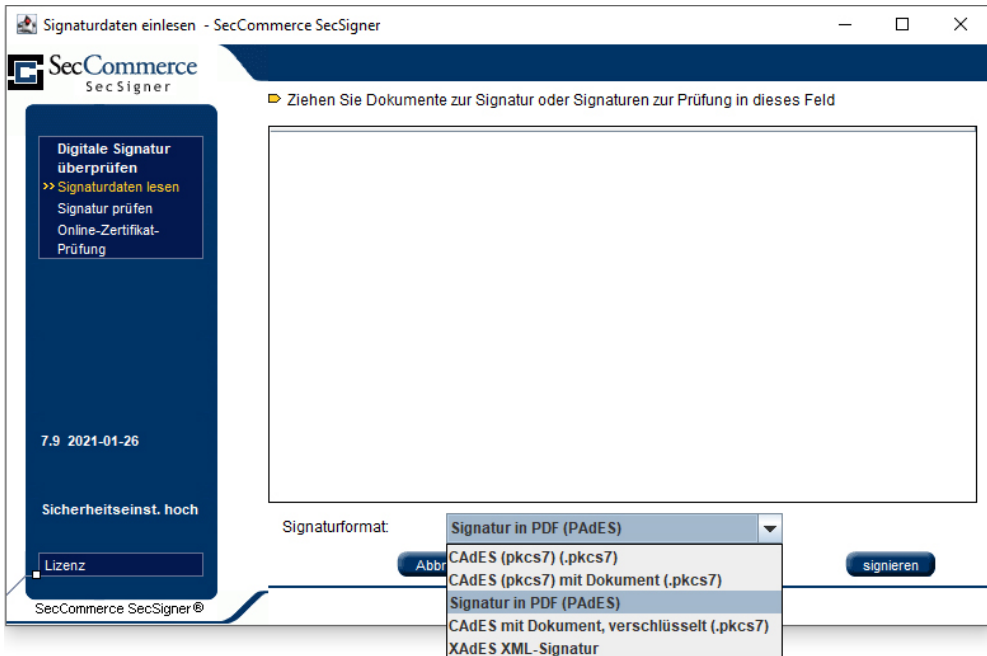 Signaturdaten einlesen - SecCommerce SecSigner
SecCommerce
SecSigner
Ziehen Sie Dokumente zur Signatur oder Signaturen zur Prüfung in dieses Feld
Digitale Signatur
überprüfen
>> Signaturdaten lesen
Signatur prüfen
Online-Zertifikat-
Prüfung
7.9 2021-01-26
Sicherheitseinst. hoch
Lizenz
SecCommerce SecSigner®
Signaturformat:
Signatur in PDF (PAdES)
CAdES (pkcs7) (.pkcs7)
CAdES (pkcs7) mit Dokument (.pkcs7)
Signatur in PDF (PAdES)
CAdES mit Dokument, verschlüsselt (.pkcs7)
XAdES XML-Signatur
Abbr
signieren